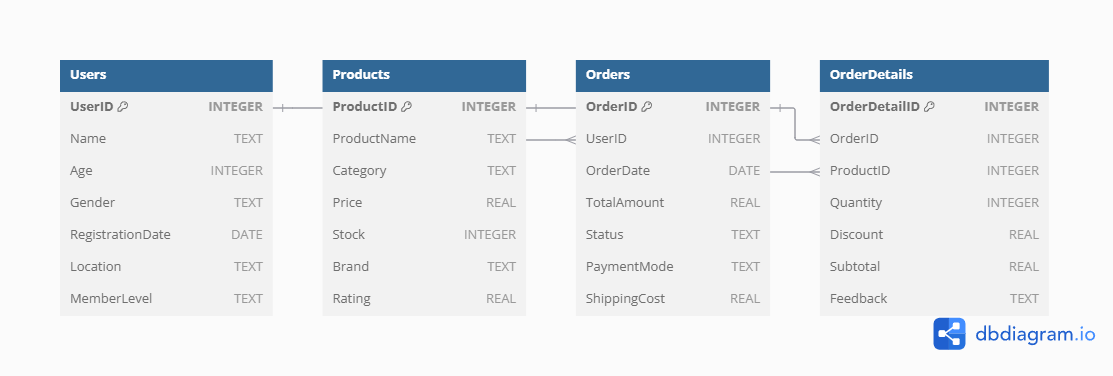 Users
UserID INTEGER
Name TEXT
Age INTEGER
Gender TEXT
RegistrationDate DATE
Location TEXT
MemberLevel TEXT
Products
ProductID INTEGER
ProductName TEXT
Category TEXT
Price REAL
Stock INTEGER
Brand TEXT
Rating REAL
Orders
OrderID INTEGER
UserID INTEGER
OrderDate DATE
TotalAmount REAL
Status TEXT
PaymentMode TEXT
ShippingCost REAL
OrderDetails
OrderDetailID INTEGER
OrderID INTEGER
ProductID INTEGER
Quantity INTEGER
Discount REAL
Subtotal REAL
Feedback TEXT
dbdiagram.io